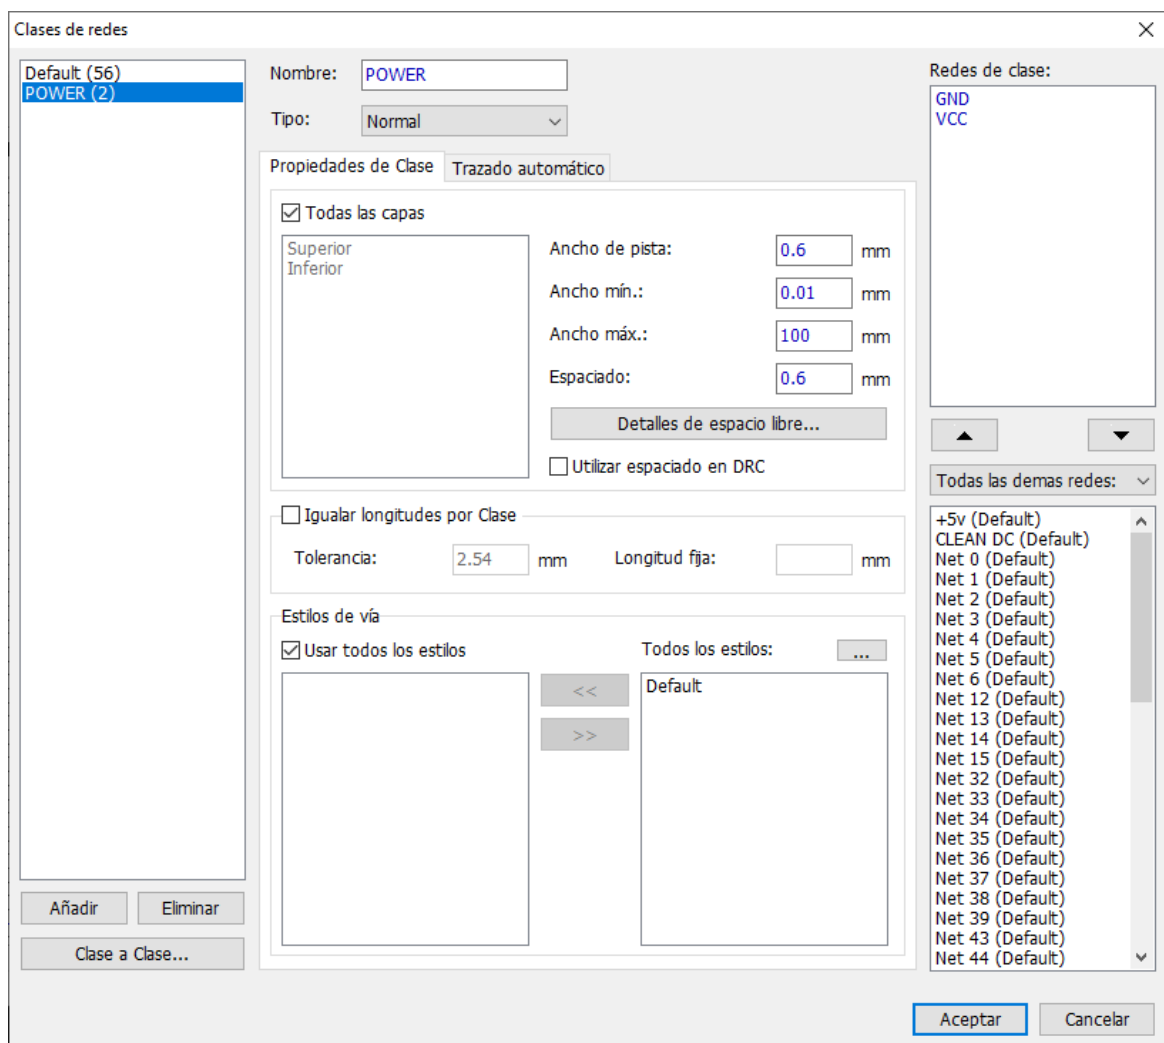 Clases de redes
Default (56)
POWER (2)
Añadir
Eliminar
Clase a Clase...
Nombre:
POWER
Tipo:
Normal
Propiedades de Clase
Trazado automático
Todas las capas
Superior
Inferior
Ancho de pista:
0.6
mm
Ancho mín.:
0.01
mm
Ancho máx.:
100
mm
Espaciado:
0.6
mm
Detalles de espacio libre...
Utilizar espaciado en DRC
Igualar longitudes por Clase
Tolerancia:
2.54
mm
Longitud fija:
mm
Estilos de vía
Usar todos los estilos
Todos los estilos:
...
<<
>>
Default
Redes de clase:
GND
VCC
Todas las demas redes:
+5v (Default)
CLEAN DC (Default)
Net 0 (Default)
Net 1 (Default)
Net 2 (Default)
Net 3 (Default)
Net 4 (Default)
Net 5 (Default)
Net 6 (Default)
Net 12 (Default)
Net 13 (Default)
Net 14 (Default)
Net 15 (Default)
Net 32 (Default)
Net 33 (Default)
Net 34 (Default)
Net 35 (Default)
Net 36 (Default)
Net 37 (Default)
Net 38 (Default)
Net 39 (Default)
Net 43 (Default)
Net 44 (Default)
Aceptar
Cancelar